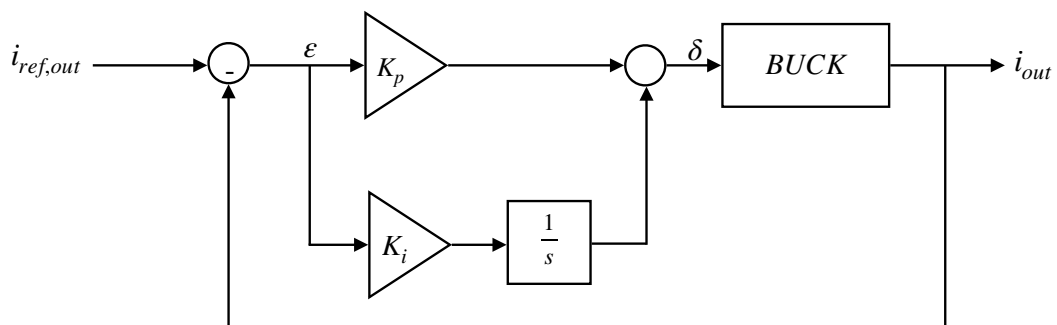 i_ref,out
-
ε
K_p
δ
BUCK
i_out
K_i
1
s